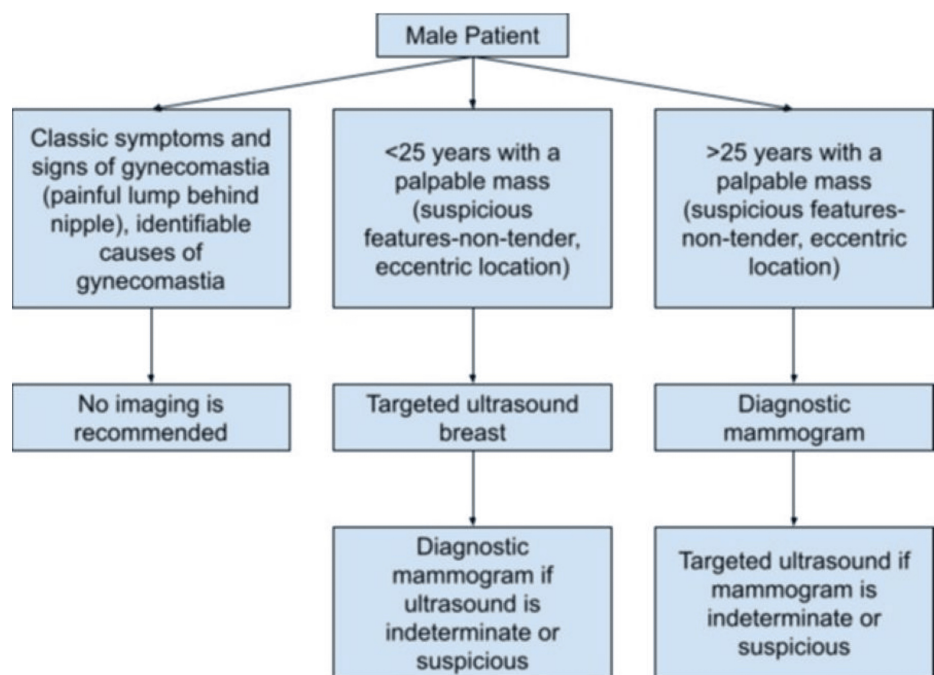 Male Patient
Classic symptoms and
signs of gynecomastia
(painful lump behind
nipple), identifiable
causes of
gynecomastia
<25 years with a
palpable mass
(suspicious
features-non-tender,
eccentric location)
>25 years with a
palpable mass
(suspicious features-
non-tender, eccentric
location)
No imaging is
recommended
Targeted ultrasound
breast
Diagnostic
mammogram
Diagnostic
mammogram if
ultrasound is
indeterminate or
suspicious
Targeted ultrasound if
mammogram is
indeterminate or
suspicious